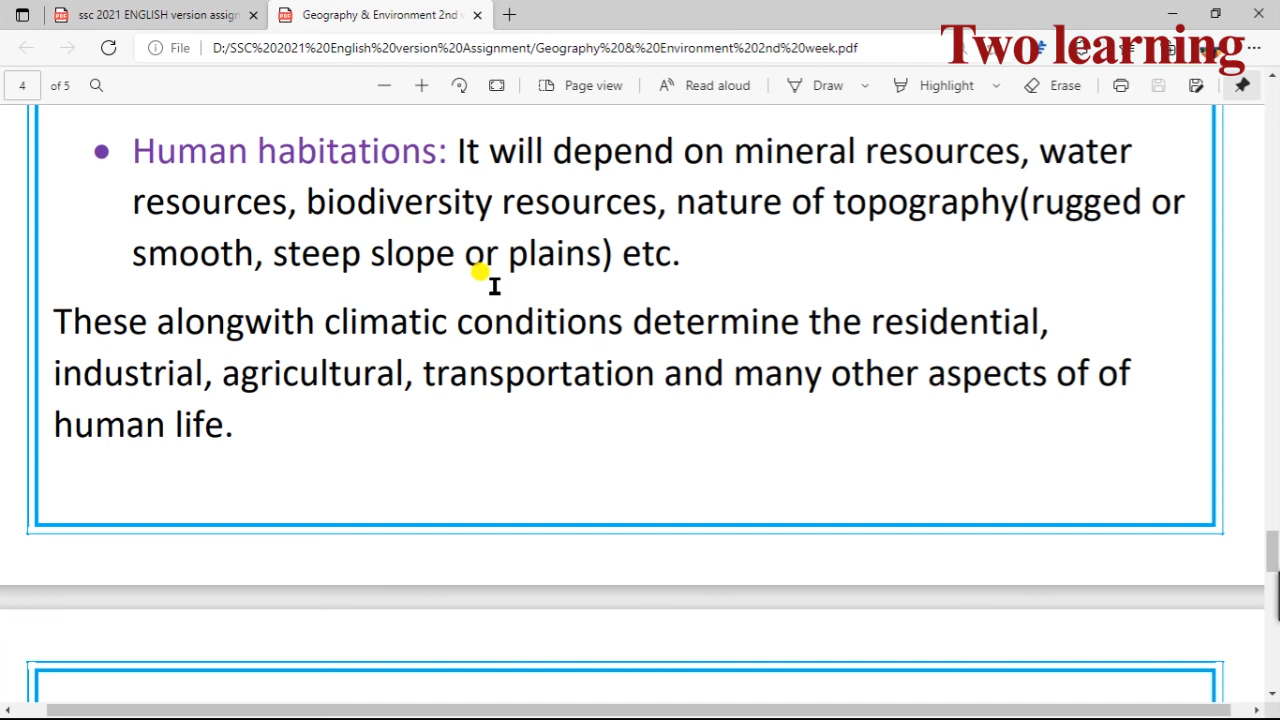 ssc 2021 ENGLISH version assign
Geography & Environment 2nd
Two learning
File
D:/SSC%202021%20English%20version%20Assignment/Geography%20&%20Environment%202nd%20week.pdf
4 of 5
Page view
Read aloud
Draw
Highlight
Erase
• Human habitations: It will depend on mineral resources, water
resources, biodiversity resources, nature of topography(rugged or
smooth, steep slope or plains) etc.
These alongwith climatic conditions determine the residential,
industrial, agricultural, transportation and many other aspects of of
human life.